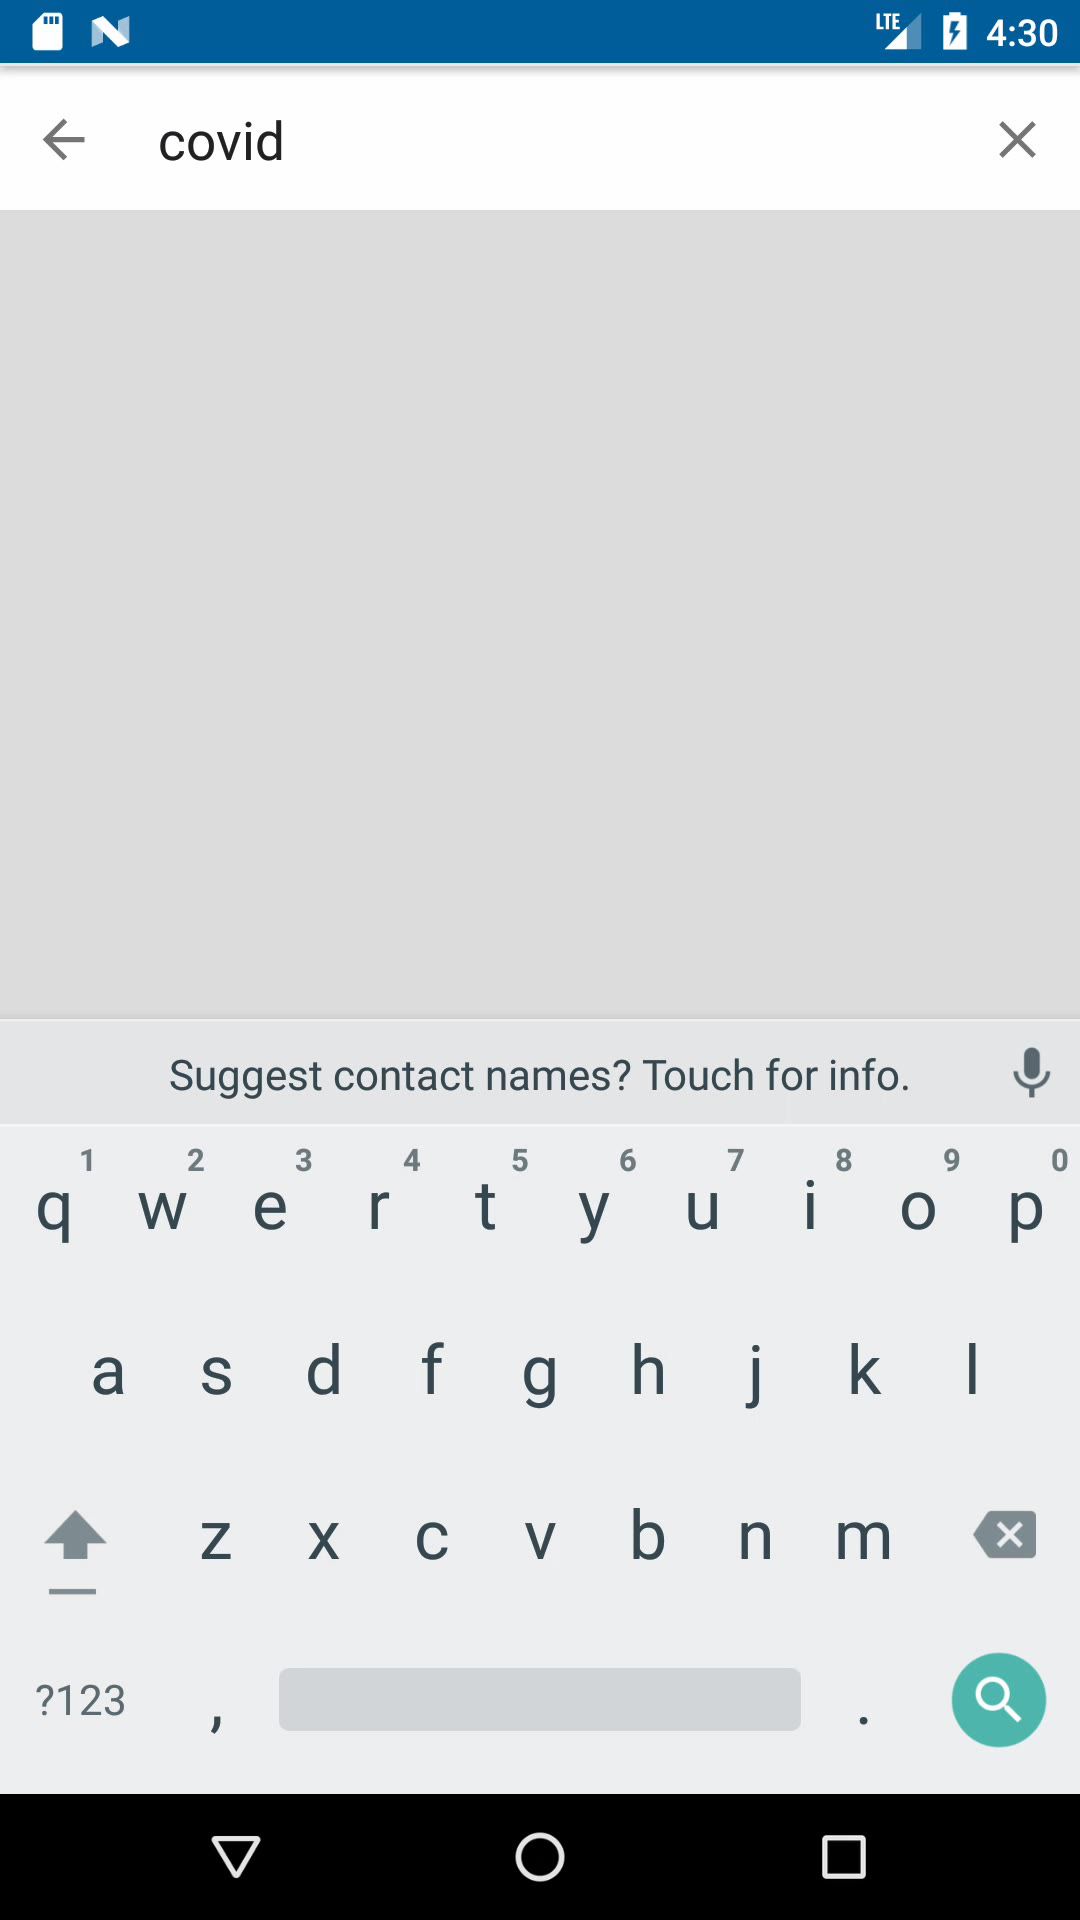 LTE 4:30
covid
Suggest contact names? Touch for info.
1 2 3 4 5 6 7 8 9 0
q w e r t y u i o p
a s d f g h j k l
z x c v b n m
?123 , .